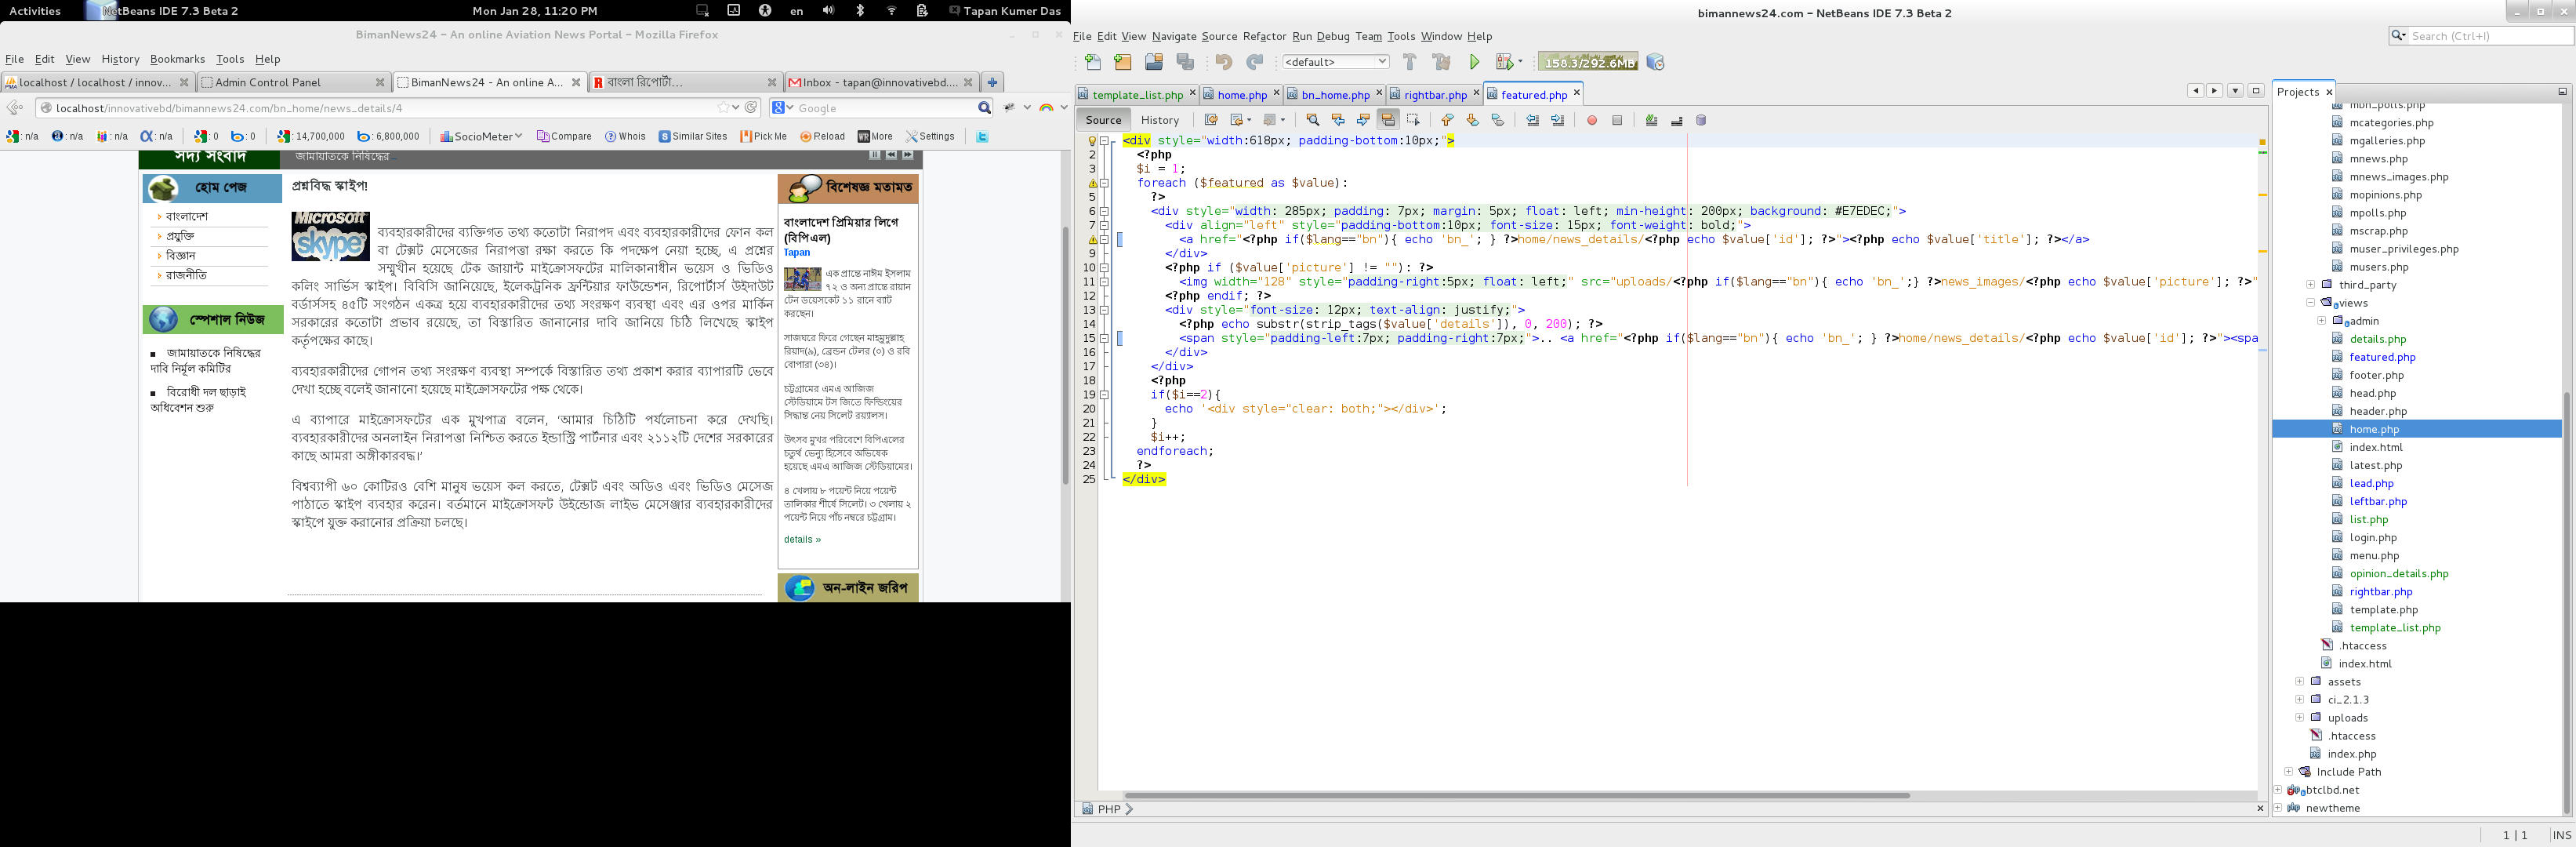 Activities
NetBeans IDE 7.3 Beta 2
Mon Jan 28, 11:20 PM
en
Tapan Kumer Das
BimanNews24 – An online Aviation News Portal – Mozilla Firefox
File Edit View History Bookmarks Tools Help
localhost / localhost / innov...
Admin Control Panel
BimanNews24 - An online A...
বাংলা রিপোর্টা...
Inbox - tapan@innovativebd....
localhost/innovativebd/bimannews24.com/bn_home/news_details/4
Google
: n/a : n/a : n/a : n/a : 0 : 0 : 14,700,000 : 6,800,000 SocioMeter Compare Whois Similar Sites Pick Me Reload More Settings
সদ্য সংবাদ
জামায়াতকে নিষিদ্ধের...
হোম পেজ
বাংলাদেশ
প্রযুক্তি
বিজ্ঞান
রাজনীতি
স্পেশাল নিউজ
জামায়াতকে নিষিদ্ধের
দাবি নির্মূল কমিটির
বিরোধী দল ছাড়াই
অধিবেশন শুরু
প্রশ্নবিদ্ধ স্কাইপ!
Microsoft
skype
ব্যবহারকারীদের ব্যক্তিগত তথ্য কতোটা নিরাপদ এবং ব্যবহারকারীদের ফোন কল
বা টেক্সট মেসেজের নিরাপত্তা রক্ষা করতে কি পদক্ষেপ নেয়া হচ্ছে, এ প্রশ্নের
সম্মুখীন হয়েছে টেক জায়ান্ট মাইক্রোসফটের মালিকানাধীন ভয়েস ও ভিডিও
কলিং সার্ভিস স্কাইপ। বিবিসি জানিয়েছে, ইলেকট্রনিক ফ্রন্টিয়ার ফাউন্ডেশন, রিপোর্টার্স উইদাউট
বর্ডার্সসহ ৪৫টি সংগঠন একত্র হয়ে ব্যবহারকারীদের তথ্য সংরক্ষণ ব্যবস্থা এবং এর ওপর মার্কিন
সরকারের কতোটা প্রভাব রয়েছে, তা বিস্তারিত জানানোর দাবি জানিয়ে চিঠি লিখেছে স্কাইপ
কর্তৃপক্ষের কাছে।
ব্যবহারকারীদের গোপন তথ্য সংরক্ষণ ব্যবস্থা সম্পর্কে বিস্তারিত তথ্য প্রকাশ করার ব্যাপারটি ভেবে
দেখা হচ্ছে বলেই জানানো হয়েছে মাইক্রোসফটের পক্ষ থেকে।
এ ব্যাপারে মাইক্রোসফটের এক মুখপাত্র বলেন, ‘আমার চিঠিটি পর্যলোচনা করে দেখছি।
ব্যবহারকারীদের অনলাইন নিরাপত্তা নিশ্চিত করতে ইন্ডাস্ট্রি পার্টনার এবং ২১১২টি দেশের সরকারের
কাছে আমরা অঙ্গীকারবদ্ধ।’
বিশ্বব্যাপী ৬০ কোটিরও বেশি মানুষ ভয়েস কল করতে, টেক্সট এবং অডিও এবং ভিডিও মেসেজ
পাঠাতে স্কাইপ ব্যবহার করেন। বর্তমানে মাইক্রোসফট উইন্ডোজ লাইভ মেসেঞ্জার ব্যবহারকারীদের
স্কাইপে যুক্ত করানোর প্রক্রিয়া চলছে।
বিশেষজ্ঞ মতামত
বাংলাদেশ প্রিমিয়ার লিগে
(বিপিএল)
Tapan
এক প্রান্তে নাঈম ইসলাম
৭২ ও অন্য প্রান্তে রায়ান
টেন ডয়েসকেট ১১ রানে ব্যাট
করছেন।
সাজঘরে ফিরে গেছেন মাহমুদুল্লাহ
রিয়াদ(৯), ব্রেন্ডন টেলর (০) ও রবি
বোপারা (৩৪)।
চট্টগ্রামের এমএ আজিজ
স্টেডিয়ামে টস জিতে ফিল্ডিংয়ের
সিদ্ধান্ত নেয় সিলেট রয়্যালস।
উৎসব মুখর পরিবেশে বিপিএলের
চতুর্থ ভেন্যু হিসেবে অভিষেক
হয়েছে এমএ আজিজ স্টেডিয়ামের।
৪ খেলায় ৮ পয়েন্ট নিয়ে পয়েন্ট
তালিকার শীর্ষে সিলেট। ৩ খেলায় ২
পয়েন্ট নিয়ে পাঁচ নম্বরে চট্টগ্রাম।
details »
অন-লাইন জরিপ
bimannews24.com – NetBeans IDE 7.3 Beta 2
File Edit View Navigate Source Refactor Run Debug Team Tools Window Help
Search (Ctrl+I)
<default>
158.3/292.6MB
template_list.php home.php bn_home.php rightbar.php featured.php
Source History
<div style="width:618px; padding-bottom:10px;">
2 <?php
3 $i = 1;
foreach ($featured as $value):
5 ?>
6 <div style="width: 285px; padding: 7px; margin: 5px; float: left; min-height: 200px; background: #E7EDEC;">
7 <div align="left" style="padding-bottom:10px; font-size: 15px; font-weight: bold;">
<a href="<?php if($lang=="bn"){ echo 'bn_'; } ?>home/news_details/<?php echo $value['id']; ?>"><?php echo $value['title']; ?></a>
9 </div>
10 <?php if ($value['picture'] != ""): ?>
11 <img width="128" style="padding-right:5px; float: left;" src="uploads/<?php if($lang=="bn"){ echo 'bn_';} ?>news_images/<?php echo $value['picture']; ?>"
12 <?php endif; ?>
13 <div style="font-size: 12px; text-align: justify;">
14 <?php echo substr(strip_tags($value['details']), 0, 200); ?>
15 <span style="padding-left:7px; padding-right:7px;">.. <a href="<?php if($lang=="bn"){ echo 'bn_'; } ?>home/news_details/<?php echo $value['id']; ?>"><spa
16 </div>
17 </div>
18 <?php
19 if($i==2){
20 echo '<div style="clear: both;"></div>';
21 }
22 $i++;
23 endforeach;
24 ?>
25 </div>
PHP
Projects
mbn_polls.php
mcategories.php
mgalleries.php
mnews.php
mnews_images.php
mopinions.php
mpolls.php
mscrap.php
muser_privileges.php
musers.php
third_party
views
admin
details.php
featured.php
footer.php
head.php
header.php
home.php
index.html
latest.php
lead.php
leftbar.php
list.php
login.php
menu.php
opinion_details.php
rightbar.php
template.php
template_list.php
.htaccess
index.html
assets
ci_2.1.3
uploads
.htaccess
index.php
Include Path
btclbd.net
newtheme
1 | 1 INS